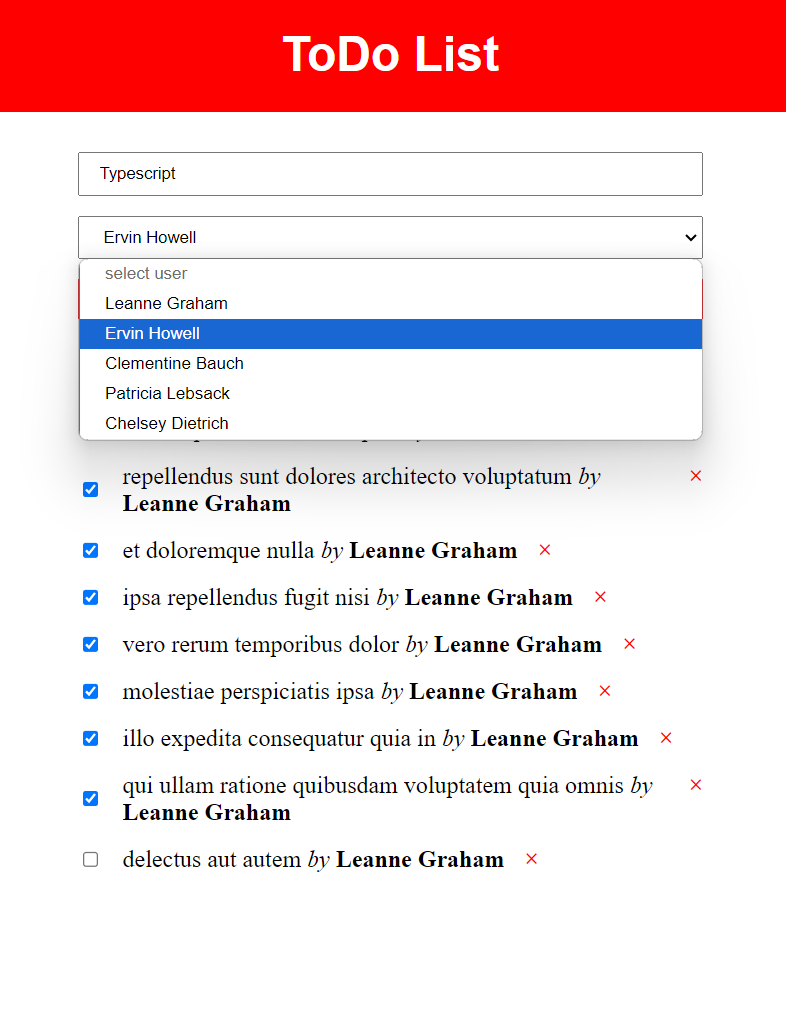 ToDo List
Typescript
Ervin Howell
select user
Leanne Graham
Ervin Howell
Clementine Bauch
Patricia Lebsack
Chelsey Dietrich
repellendus sunt dolores architecto voluptatum by ×
Leanne Graham
et doloremque nulla by Leanne Graham ×
ipsa repellendus fugit nisi by Leanne Graham ×
vero rerum temporibus dolor by Leanne Graham ×
molestiae perspiciatis ipsa by Leanne Graham ×
illo expedita consequatur quia in by Leanne Graham ×
qui ullam ratione quibusdam voluptatem quia omnis by ×
Leanne Graham
delectus aut autem by Leanne Graham ×